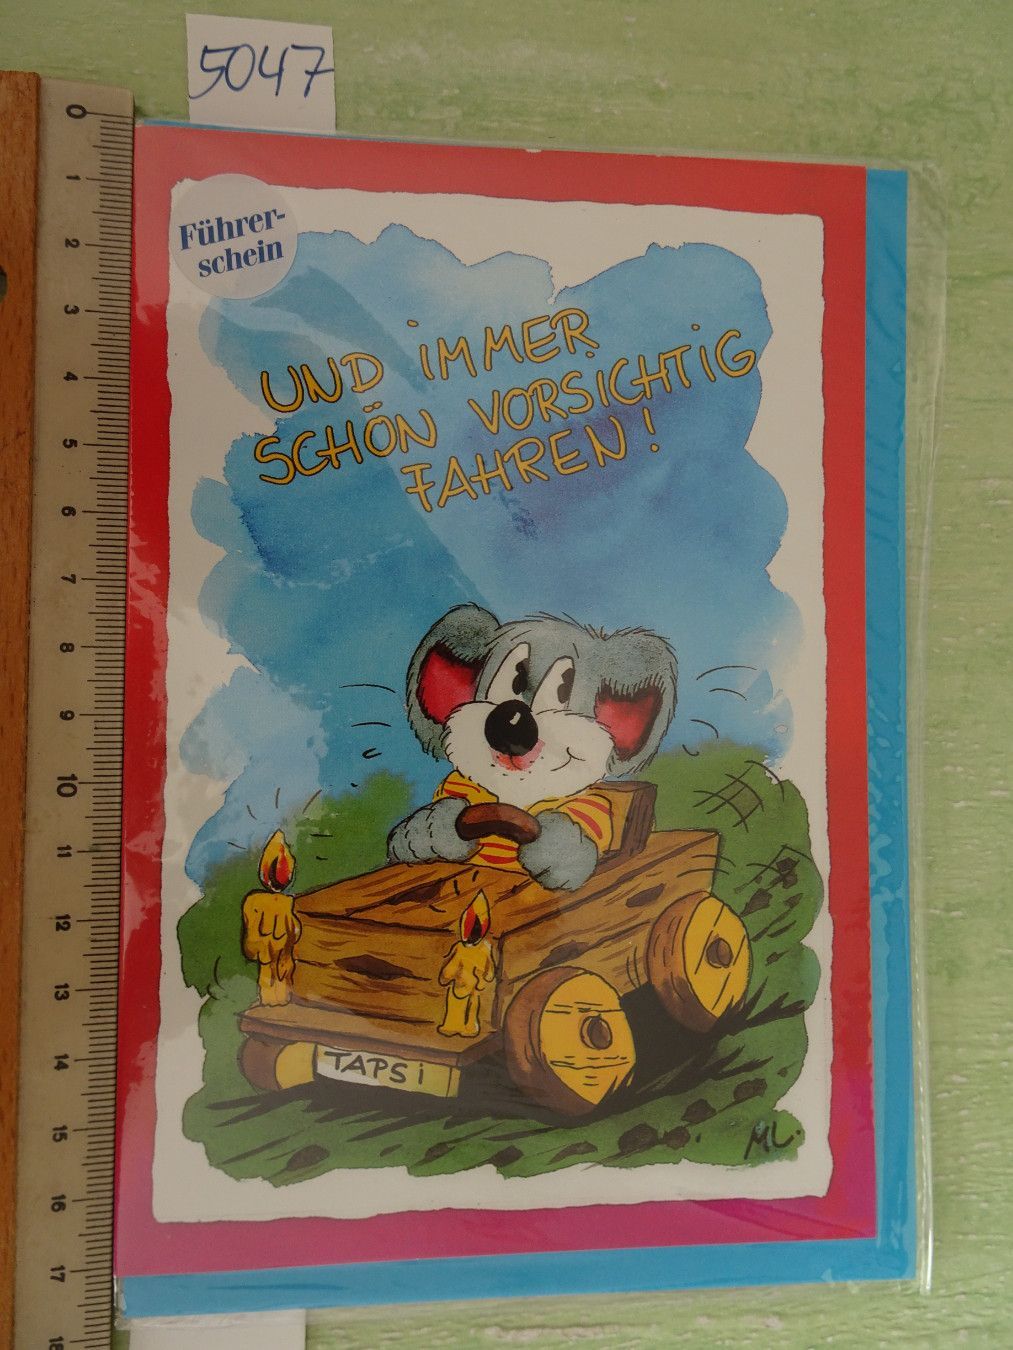 5047
Führer-
schein
UND iMMER
SCHÖN VORSiCHTiG
FAHREN!
TAPSi
ML.
0
1
2
3
4
5
6
7
8
9
10
11
12
13
14
15
16
17
18